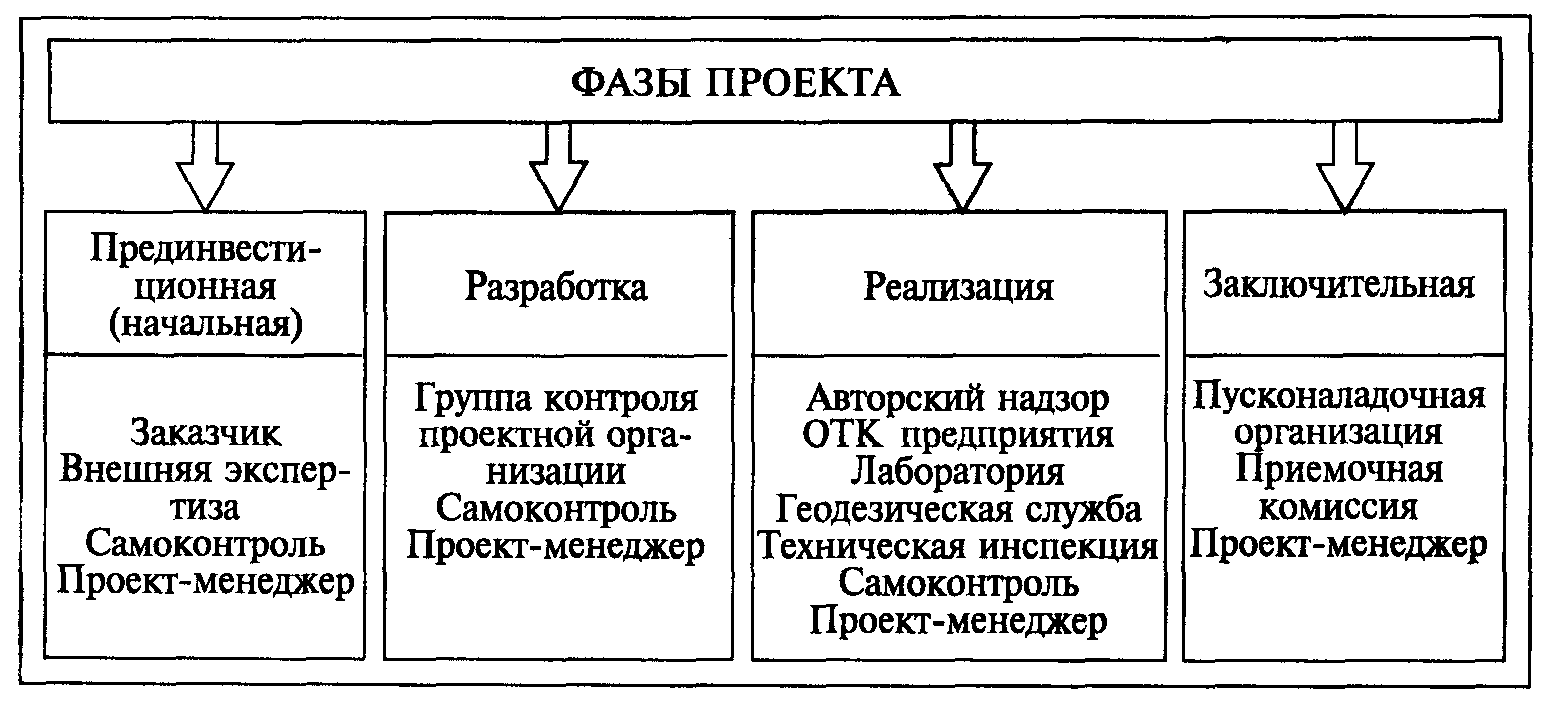 ФАЗЫ ПРОЕКТА
Прединвести-
ционная
(начальная)
Заказчик
Внешняя экспер-
тиза
Самоконтроль
Проект-менеджер
Разработка
Группа контроля
проектной орга-
низации
Самоконтроль
Проект-менеджер
Реализация
Авторский надзор
ОТК предприятия
Лаборатория
Геодезическая служба
Техническая инспекция
Самоконтроль
Проект-менеджер
Заключительная
Пусконаладочная
организация
Приемочная
комиссия
Проект-менеджер